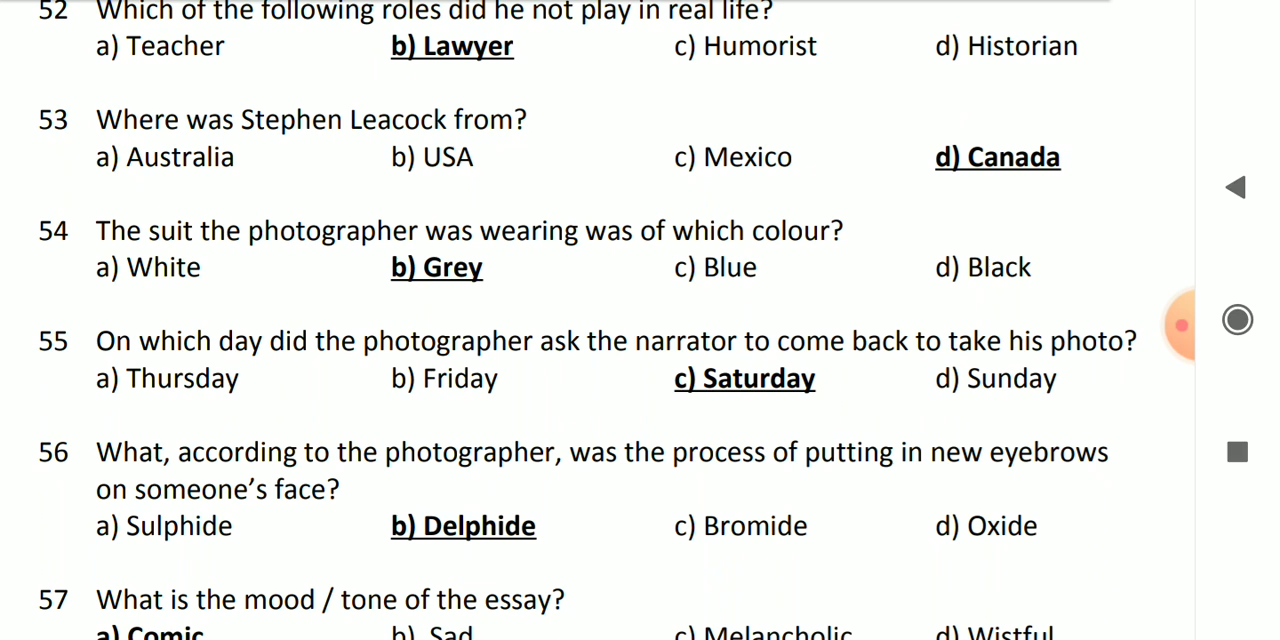 52 Which of the following roles did he not play in real life?
a) Teacher b) Lawyer c) Humorist d) Historian
53 Where was Stephen Leacock from?
a) Australia b) USA c) Mexico d) Canada
54 The suit the photographer was wearing was of which colour?
a) White b) Grey c) Blue d) Black
55 On which day did the photographer ask the narrator to come back to take his photo?
a) Thursday b) Friday c) Saturday d) Sunday
56 What, according to the photographer, was the process of putting in new eyebrows
on someone’s face?
a) Sulphide b) Delphide c) Bromide d) Oxide
57 What is the mood / tone of the essay?
a) Comic b) Sad c) Melancholic d) Wistful